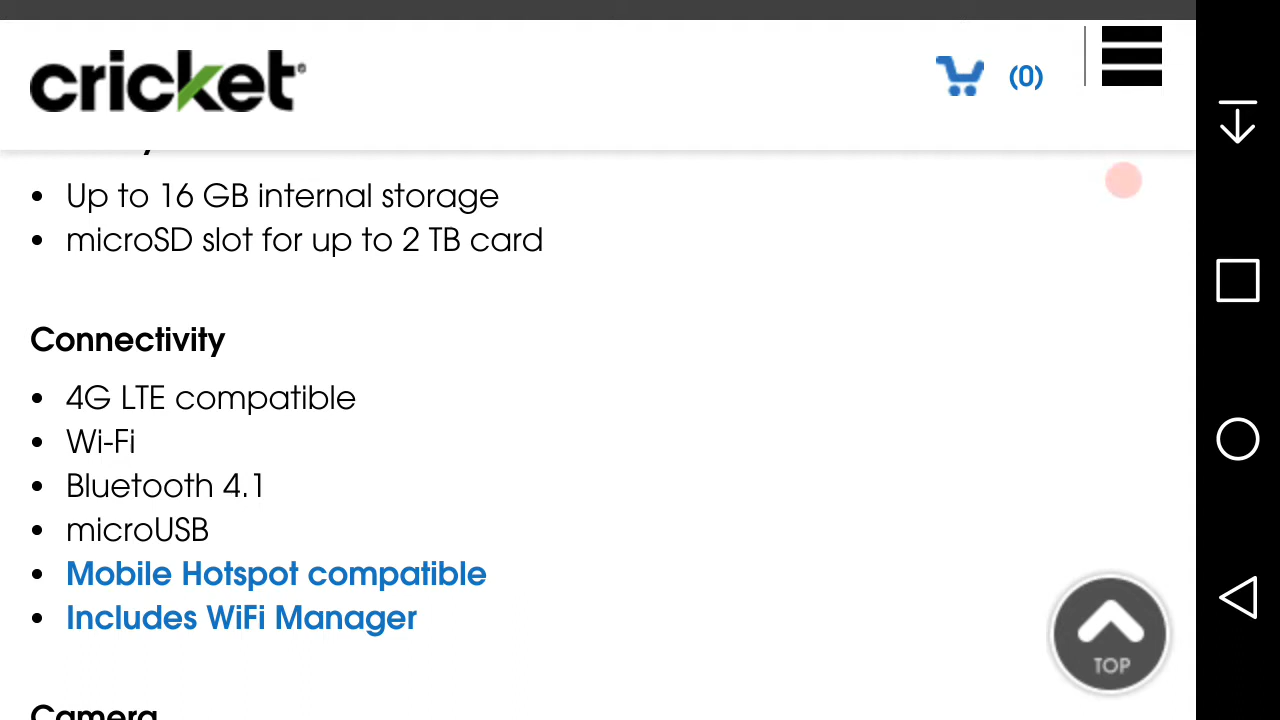 cricket
(0)
Up to 16 GB internal storage
microSD slot for up to 2 TB card
Connectivity
4G LTE compatible
Wi-Fi
Bluetooth 4.1
microUSB
Mobile Hotspot compatible
Includes WiFi Manager
TOP
Camera